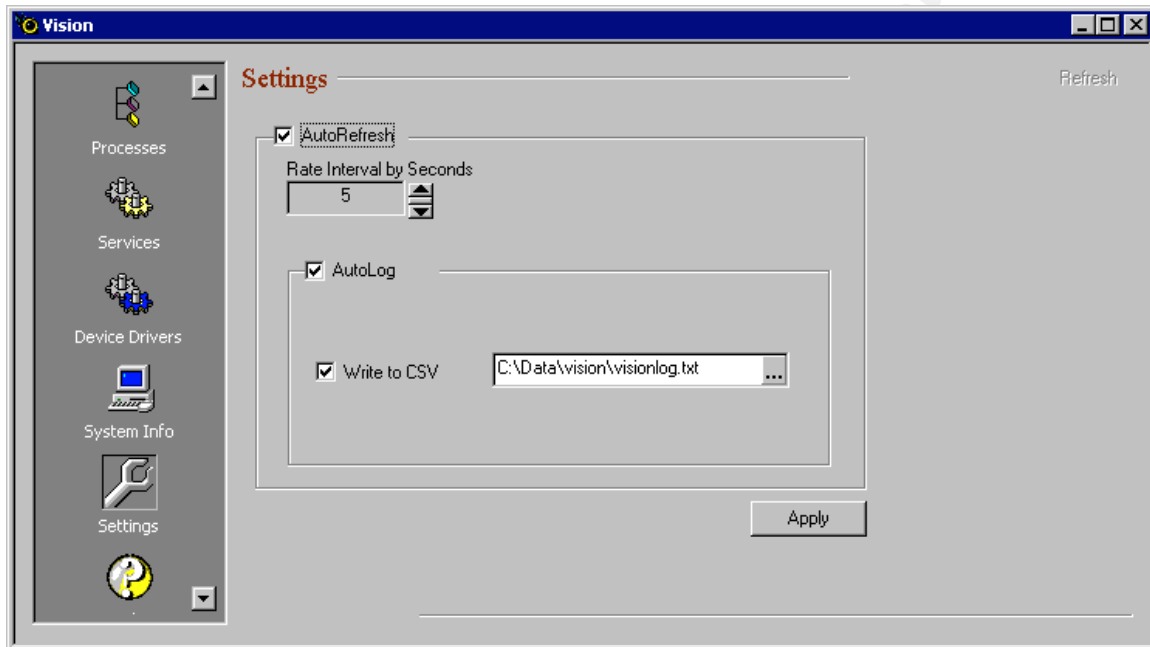 Vision
Settings
Refresh
Processes
Services
Device Drivers
System Info
Settings
AutoRefresh
Rate Interval by Seconds
5
AutoLog
Write to CSV
C:\Data\vision\visionlog.txt
...
Apply